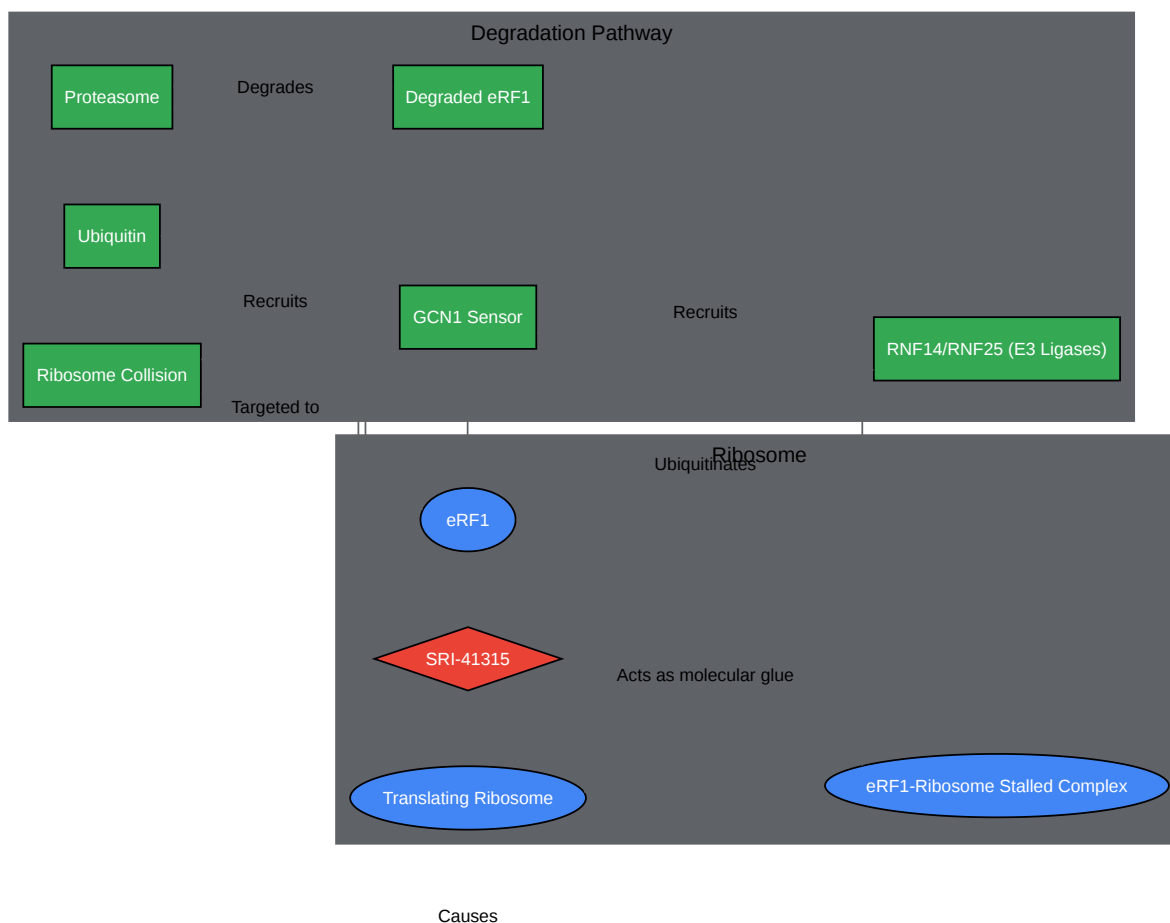 Degradation Pathway
Proteasome
Degrades
Degraded eRF1
Ubiquitin
Recruits
GCN1 Sensor
Recruits
RNF14/RNF25 (E3 Ligases)
Ribosome Collision
Targeted to
Ribosome
Ubiquitinates
eRF1
SRI-41315
Acts as molecular glue
Translating Ribosome
eRF1-Ribosome Stalled Complex
Causes